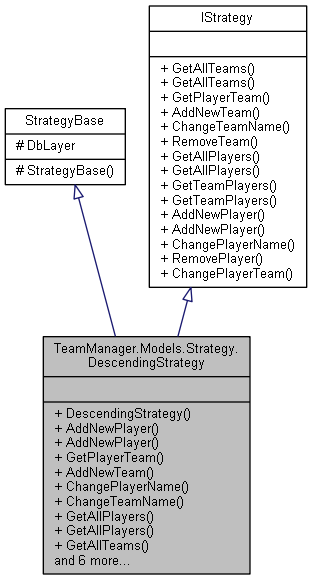 IStrategy
+ GetAllTeams()
+ GetAllTeams()
+ GetPlayerTeam()
+ AddNewTeam()
+ ChangeTeamName()
+ RemoveTeam()
+ GetAllPlayers()
+ GetAllPlayers()
+ GetTeamPlayers()
+ GetTeamPlayers()
+ AddNewPlayer()
+ AddNewPlayer()
+ ChangePlayerName()
+ RemovePlayer()
+ ChangePlayerTeam()
StrategyBase
# DbLayer
# StrategyBase()
TeamManager.Models.Strategy.
DescendingStrategy
+ DescendingStrategy()
+ AddNewPlayer()
+ AddNewPlayer()
+ GetPlayerTeam()
+ AddNewTeam()
+ ChangePlayerName()
+ ChangeTeamName()
+ GetAllPlayers()
+ GetAllPlayers()
+ GetAllTeams()
and 6 more...